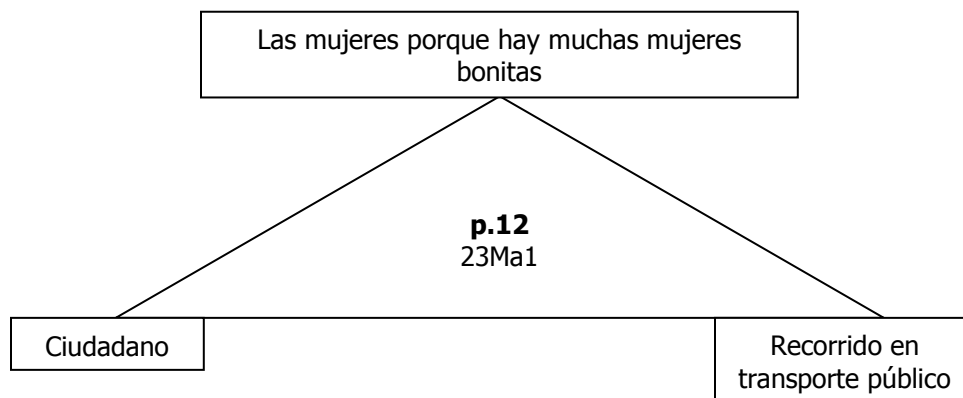 Las mujeres porque hay muchas mujeres
bonitas
p.12
23Ma1
Ciudadano
Recorrido en
transporte público